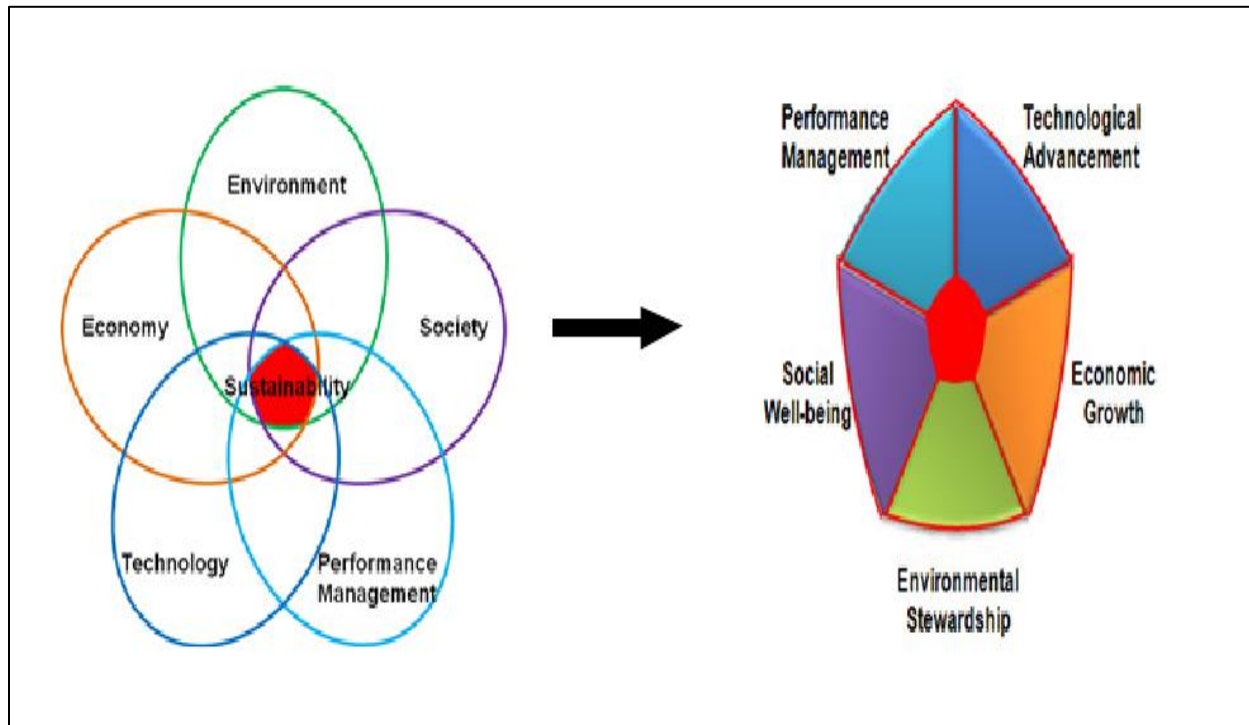 Environment
Economy
Society
Sustainability
Technology
Performance
Management
Performance
Management
Technological
Advancement
Social
Well-being
Economic
Growth
Environmental
Stewardship